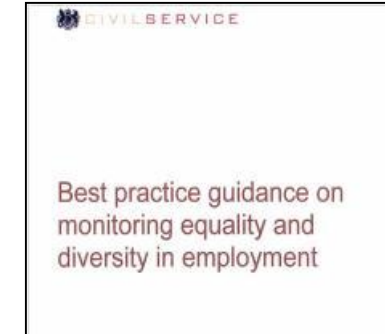 CIVILSERVICE
Best practice guidance on
monitoring equality and
diversity in employment